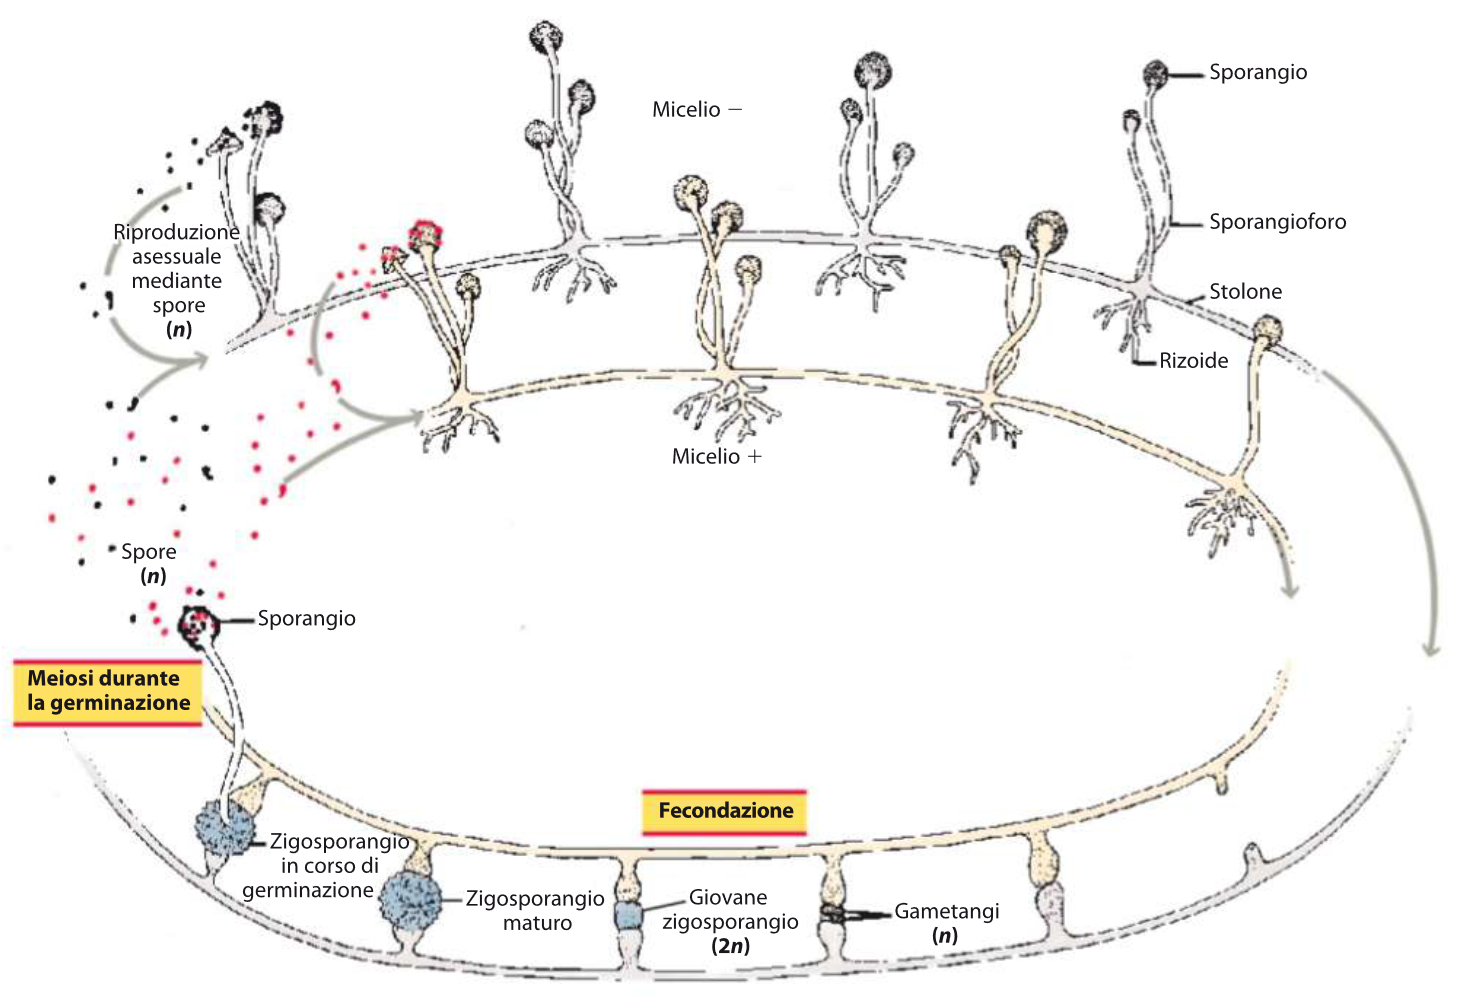 Micelio −
Sporangio
Sporangioforo
Stolone
Rizoide
Riproduzione
asessuale
mediante
spore
(n)
Micelio +
Spore
(n)
Sporangio
Meiosi durante
la germinazione
Fecondazione
Zigosporangio
in corso di
germinazione
Zigosporangio
maturo
Giovane
zigosporangio
(2n)
Gametangi
(n)